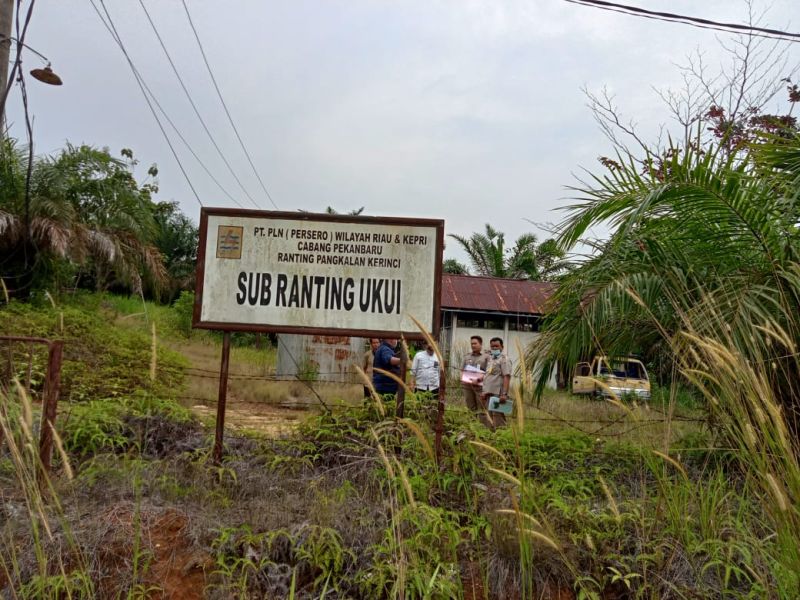 PT. PLN ( PERSERO ) WILAYAH RIAU & KEPRI
CABANG PEKANBARU
RANTING PANGKALAN KERINCI
SUB RANTING UKUI